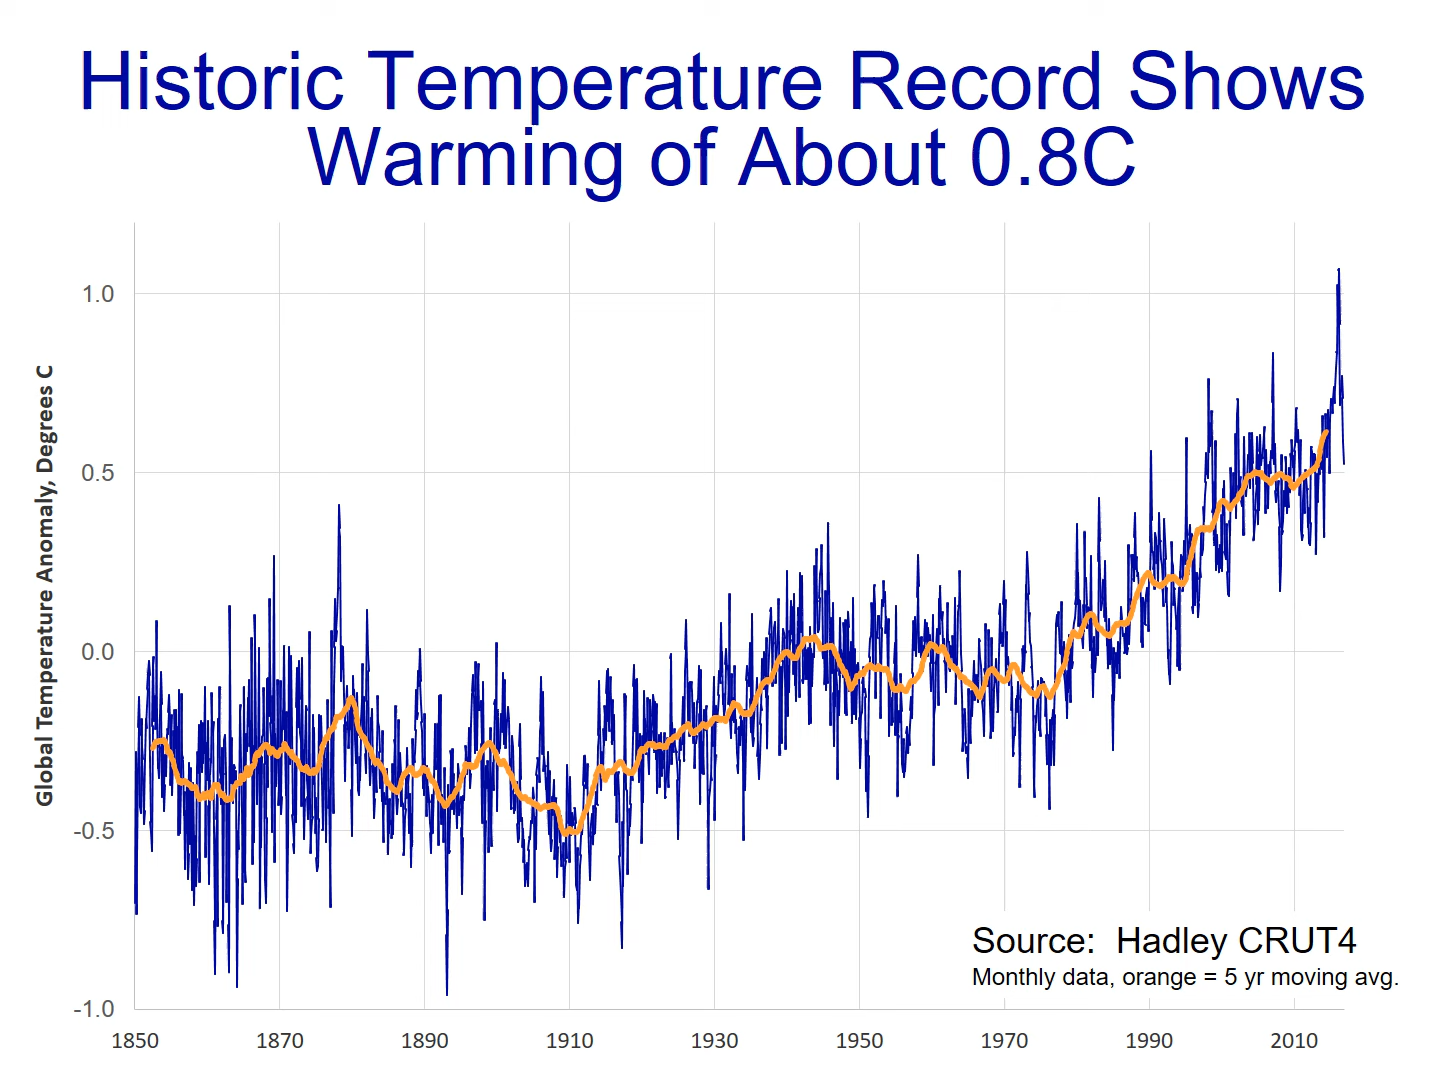 Historic Temperature Record Shows
Warming of About 0.8C
Global Temperature Anomaly, Degrees C
1.0
0.5
0.0
-0.5
-1.0
1850 1870 1890 1910 1930 1950 1970 1990 2010
Source: Hadley CRUT4
Monthly data, orange = 5 yr moving avg.